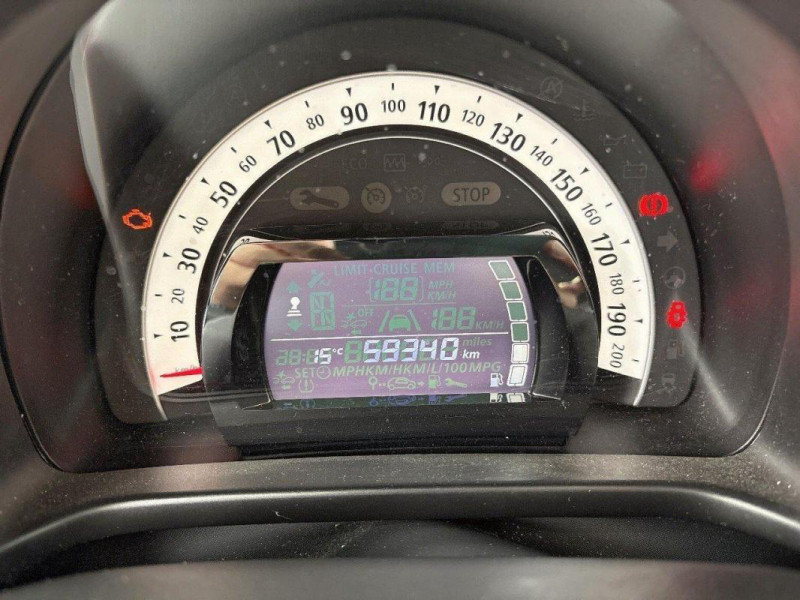 10 20 30 40 50 60 70 80 90 100 110 120 130 140 150 160 170 180 190 200
km/h
ECO
STOP
LIMIT-CRUISE MEM
188 MPH
KM/H
OFF
188 KM/H
miles
15°C 59340 km
SET MPHKM/HKM/L/100MPG